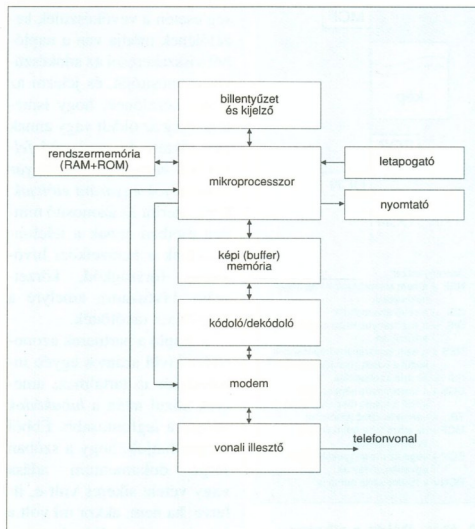 billentyűzet
és kijelző
rendszermemória
(RAM+ROM)
mikroprocesszor
letapogató
nyomtató
képi (buffer)
memória
kódoló/dekódoló
modem
vonali illesztő
telefonvonal